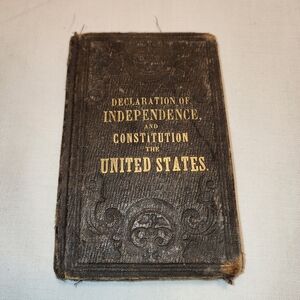 DECLARATION OF
INDEPENDENCE,
AND
CONSTITUTION
THE
UNITED STATES.